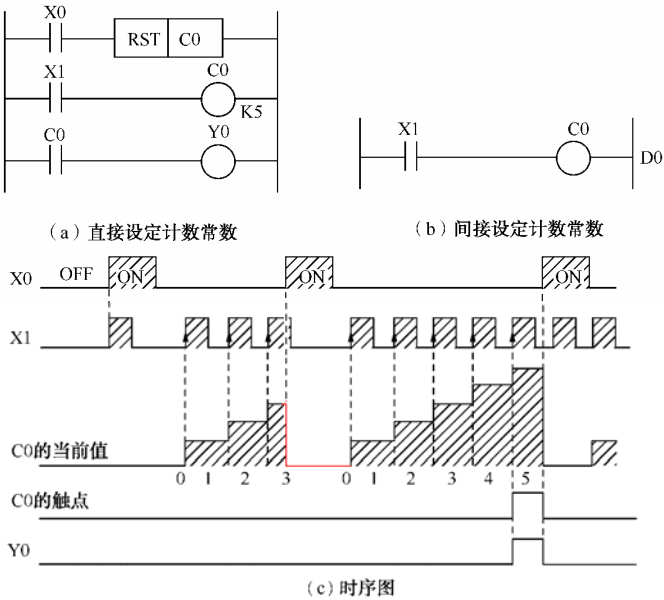 X0
RST C0
X1 C0
K5
C0 Y0
X1 C0
D0
(a)直接设定计数常数
(b)间接设定计数常数
X0 OFF ON ON ON
X1
C0的当前值
0 1 2 3 0 1 2 3 4 5
C0的触点
Y0
(c)时序图